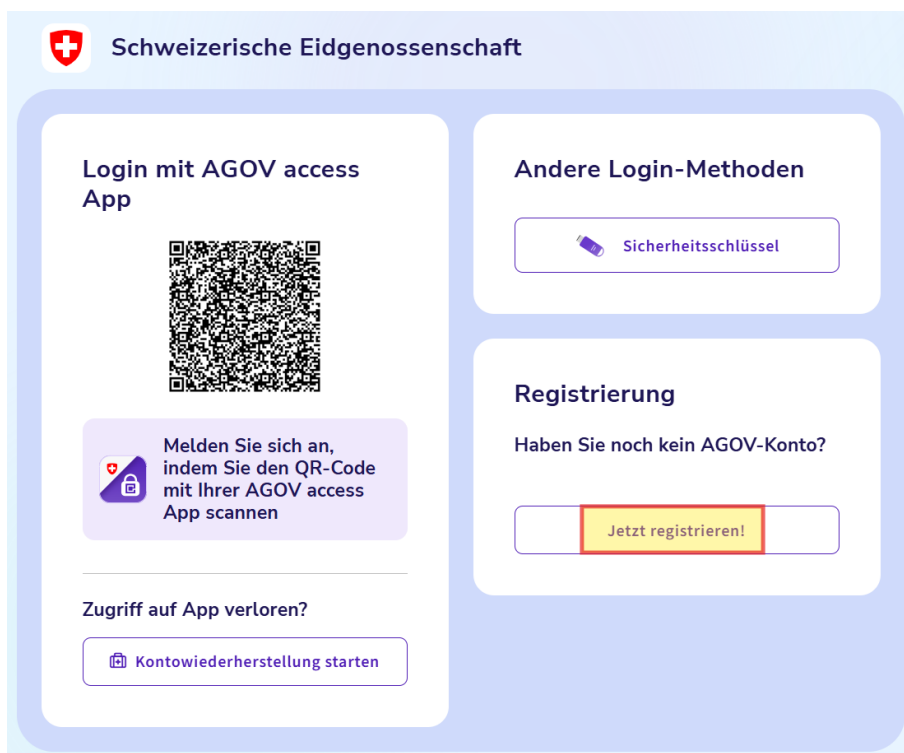 Schweizerische Eidgenossenschaft
Login mit AGOV access
App
Melden Sie sich an,
indem Sie den QR-Code
mit Ihrer AGOV access
App scannen
Zugriff auf App verloren?
Kontowiederherstellung starten
Andere Login-Methoden
Sicherheitsschlüssel
Registrierung
Haben Sie noch kein AGOV-Konto?
Jetzt registrieren!